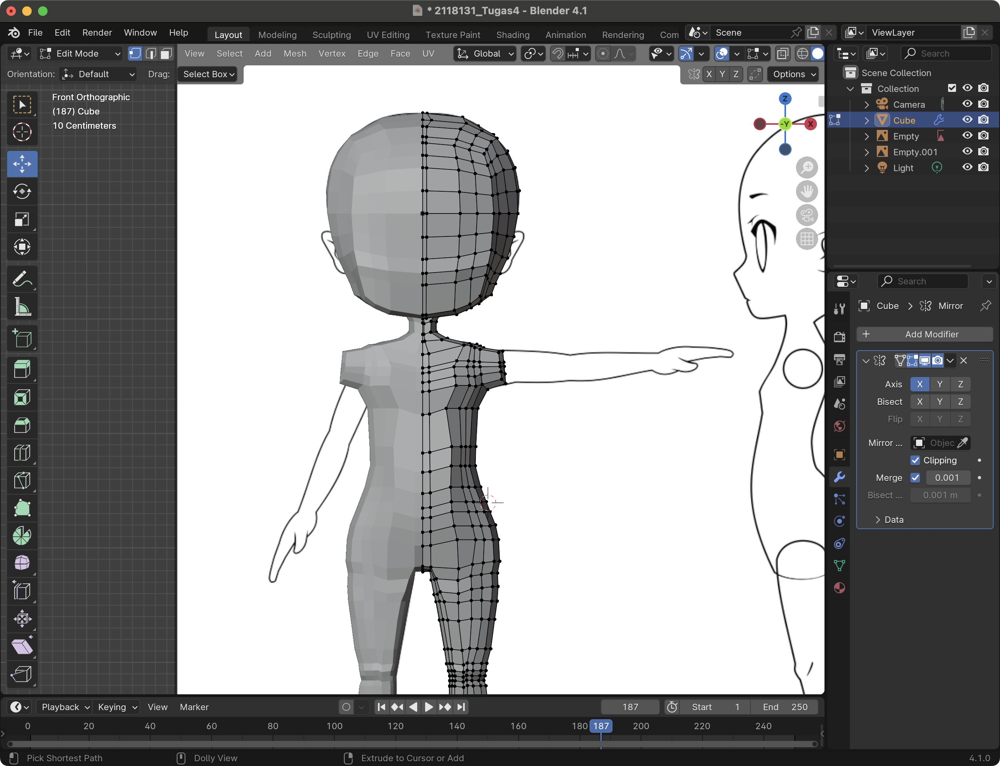 * 2118131_Tugas4 - Blender 4.1
File Edit Render Window Help Layout Modeling Sculpting UV Editing Texture Paint Shading Animation Rendering Com Scene ViewLayer
Edit Mode View Select Add Mesh Vertex Edge Face UV Global Search
Orientation: Default Drag: Select Box X Y Z Options
Scene Collection
Collection
Camera
Cube
Empty
Empty.001
Light
Front Orthographic
(187) Cube
10 Centimeters
Z
-Y X
Search
Cube Mirror
Add Modifier
Axis X Y Z
Bisect X Y Z
Flip X Y Z
Mirror ... Objec
Clipping
Merge 0.001
Bisect ... 0.001 m
Data
Playback Keying View Marker 187 Start 1 End 250
0 20 40 60 80 100 120 140 160 180 187 200 220 240
Pick Shortest Path Dolly View Extrude to Cursor or Add 4.1.0